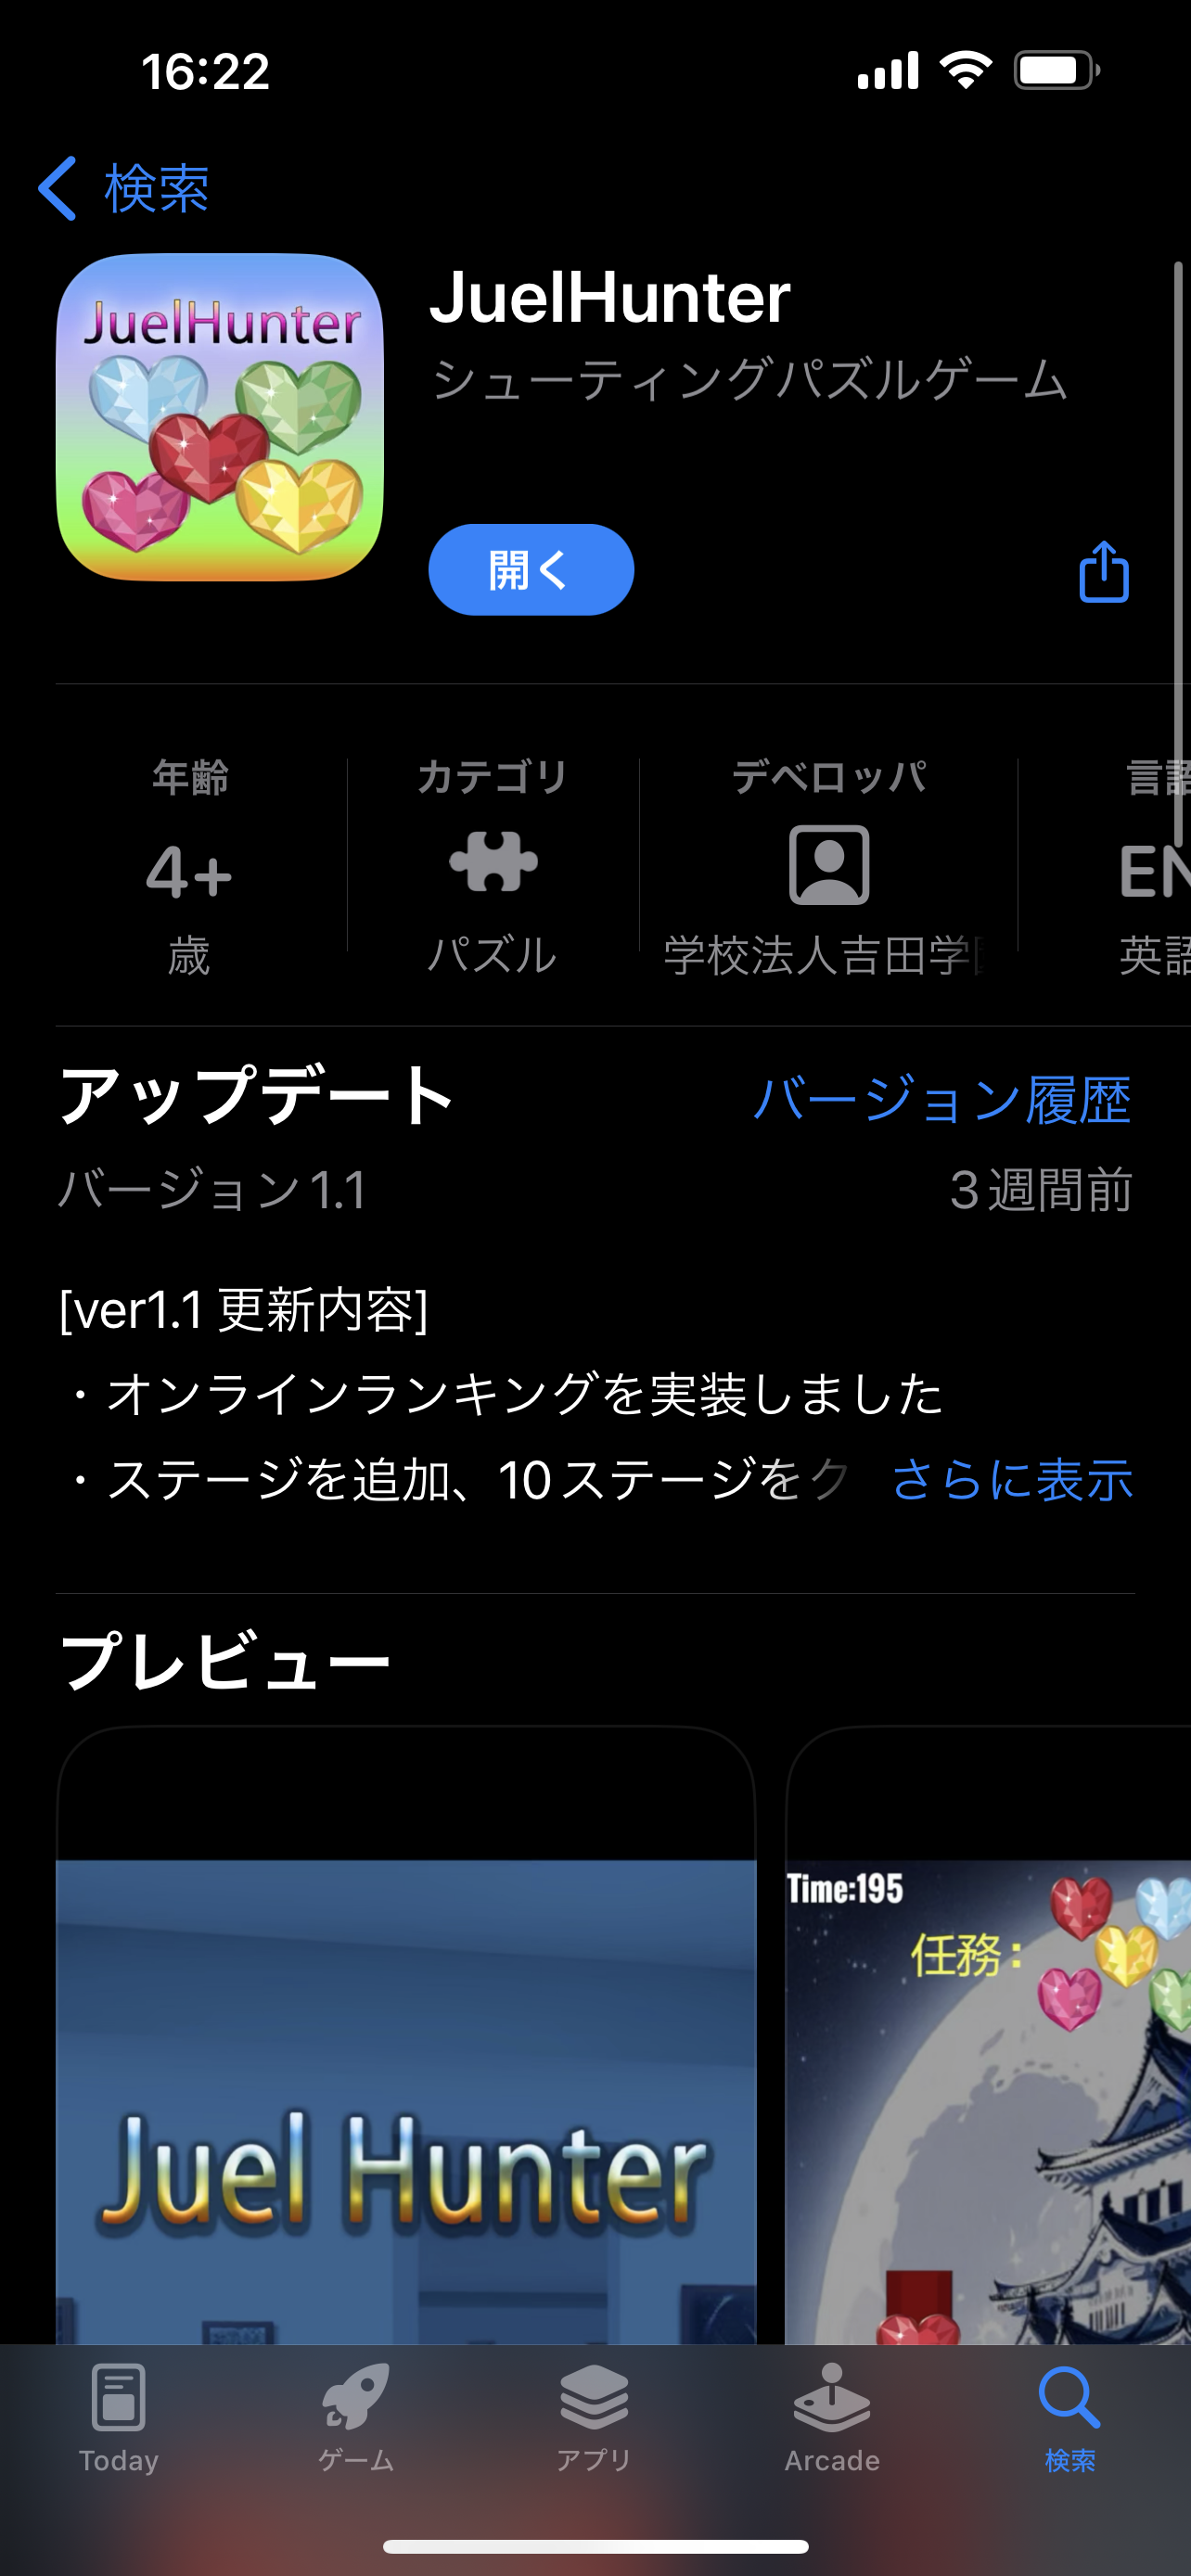 16:22
検索
JuelHunter
JuelHunter
シューティングパズルゲーム
開く
年齢
4+
歳
カテゴリ
パズル
デベロッパ
学校法人吉田学
言語
EN
英語
アップデート
バージョン履歴
バージョン1.1
3週間前
[ver1.1 更新内容]
・オンラインランキングを実装しました
・ステージを追加、10ステージをク さらに表示
プレビュー
Juel Hunter
Time:195
任務：
Today
ゲーム
アプリ
Arcade
検索